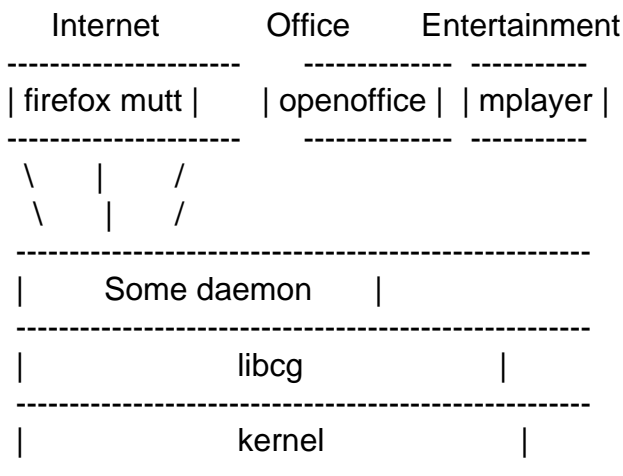 Internet Office Entertainment
---------------------- -------------- -----------
| firefox mutt | | openoffice | | mplayer |
---------------------- -------------- -----------
\ | /
\ | /
------------------------------------------------------
| Some daemon |
------------------------------------------------------
| libcg |
------------------------------------------------------
| kernel |